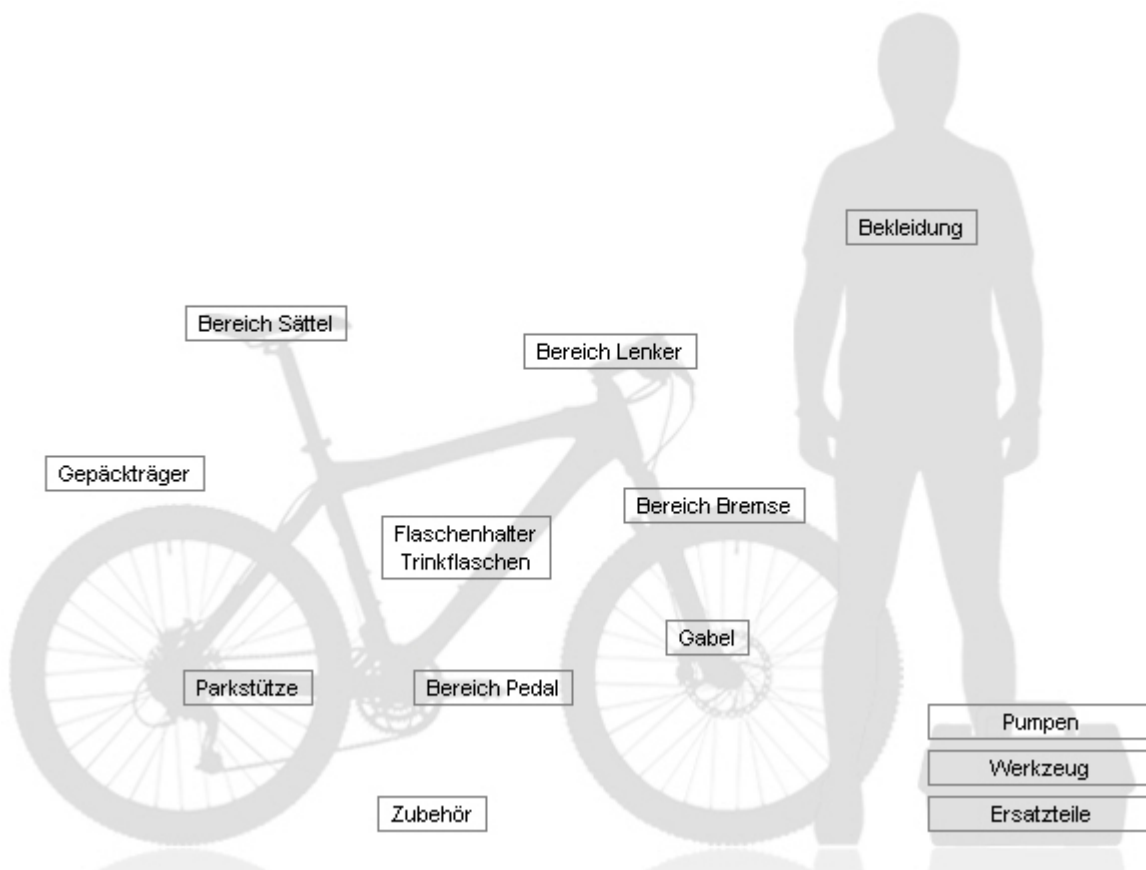 Bekleidung
Bereich Sättel
Bereich Lenker
Gepäckträger
Bereich Bremse
Flaschenhalter
Trinkflaschen
Gabel
Parkstütze
Bereich Pedal
Pumpen
Werkzeug
Zubehör
Ersatzteile